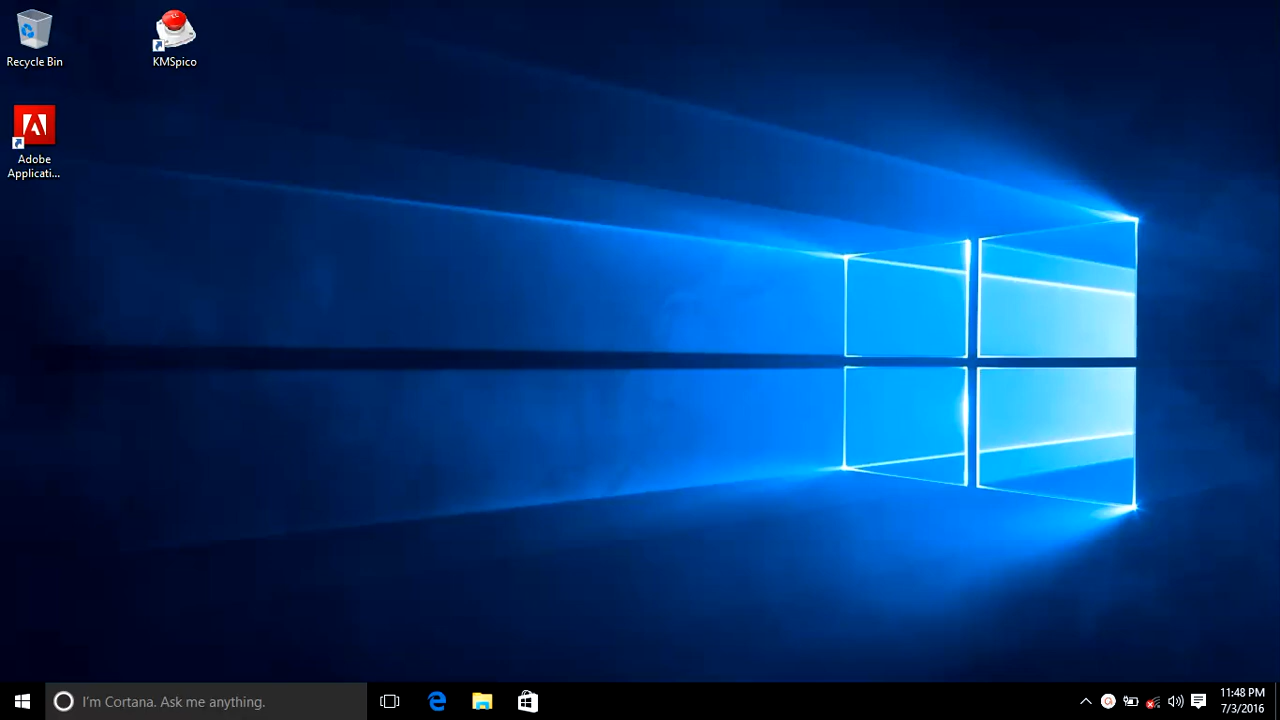 Recycle Bin
KMSpico
Adobe
Applicati...
I'm Cortana. Ask me anything.
11:48 PM
7/3/2016